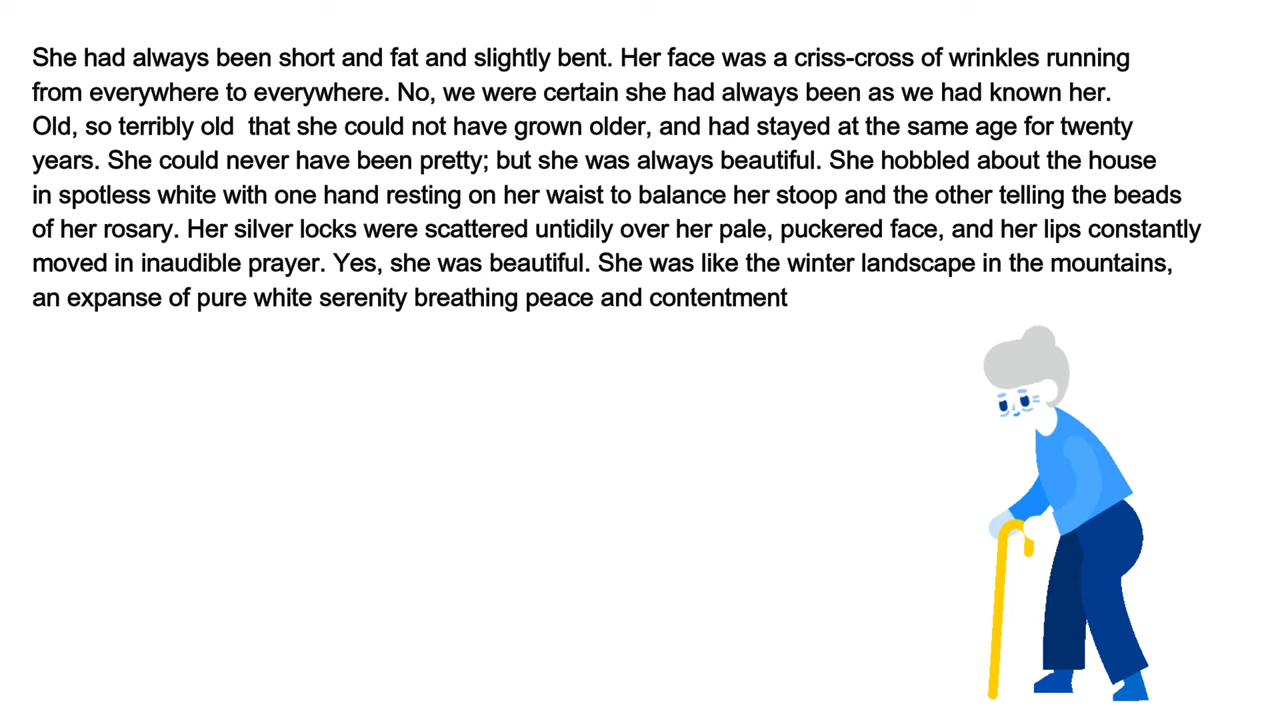 She had always been short and fat and slightly bent. Her face was a criss-cross of wrinkles running
from everywhere to everywhere. No, we were certain she had always been as we had known her.
Old, so terribly old  that she could not have grown older, and had stayed at the same age for twenty
years. She could never have been pretty; but she was always beautiful. She hobbled about the house
in spotless white with one hand resting on her waist to balance her stoop and the other telling the beads
of her rosary. Her silver locks were scattered untidily over her pale, puckered face, and her lips constantly
moved in inaudible prayer. Yes, she was beautiful. She was like the winter landscape in the mountains,
an expanse of pure white serenity breathing peace and contentment